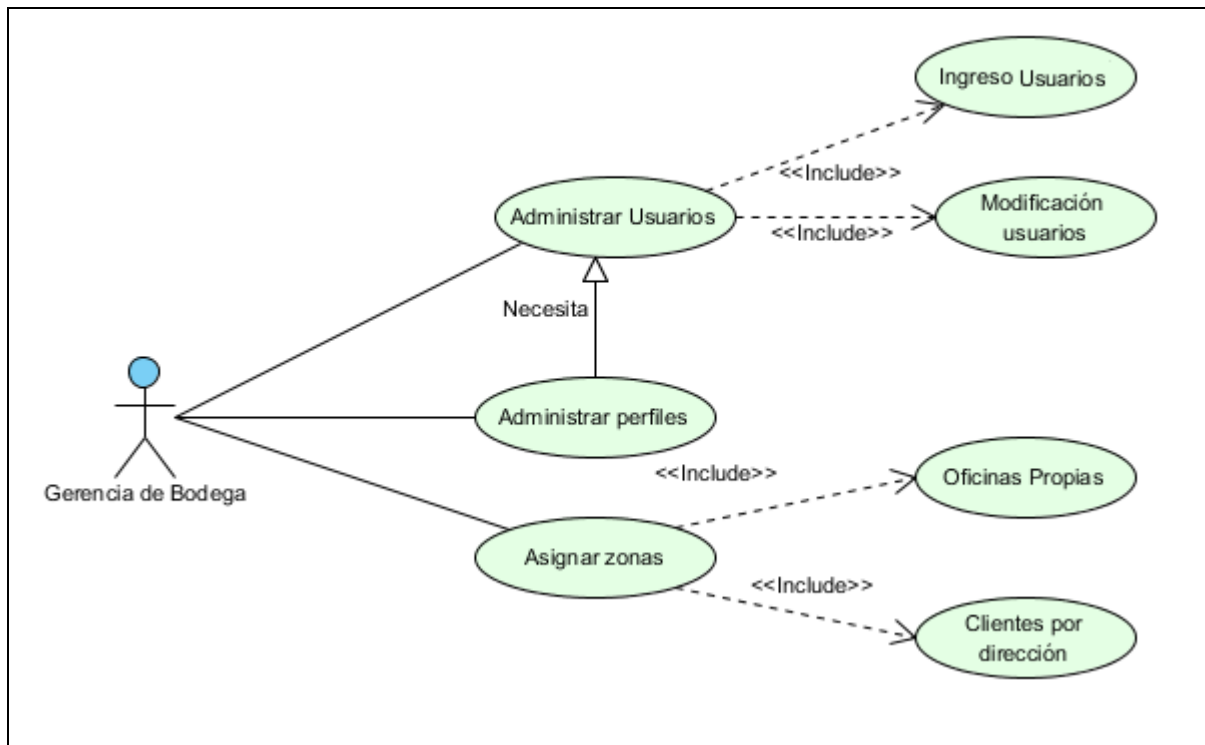 Ingreso Usuarios
<<Include>>
Administrar Usuarios
<<Include>>
Modificación
usuarios
Necesita
Administrar perfiles
Gerencia de Bodega
<<Include>>
Oficinas Propias
Asignar zonas
<<Include>>
Clientes por
dirección